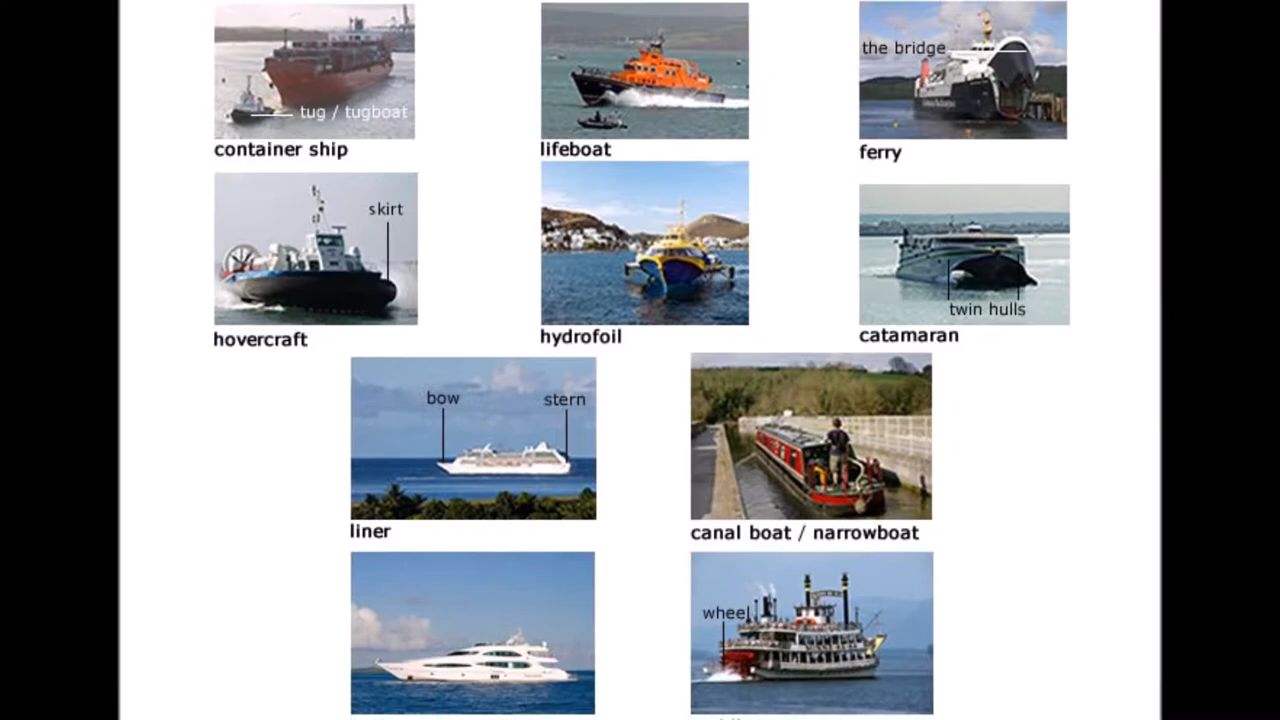 the bridge
tug / tugboat
container ship
lifeboat
ferry
skirt
twin hulls
hovercraft
hydrofoil
catamaran
bow
stern
liner
canal boat / narrowboat
wheel